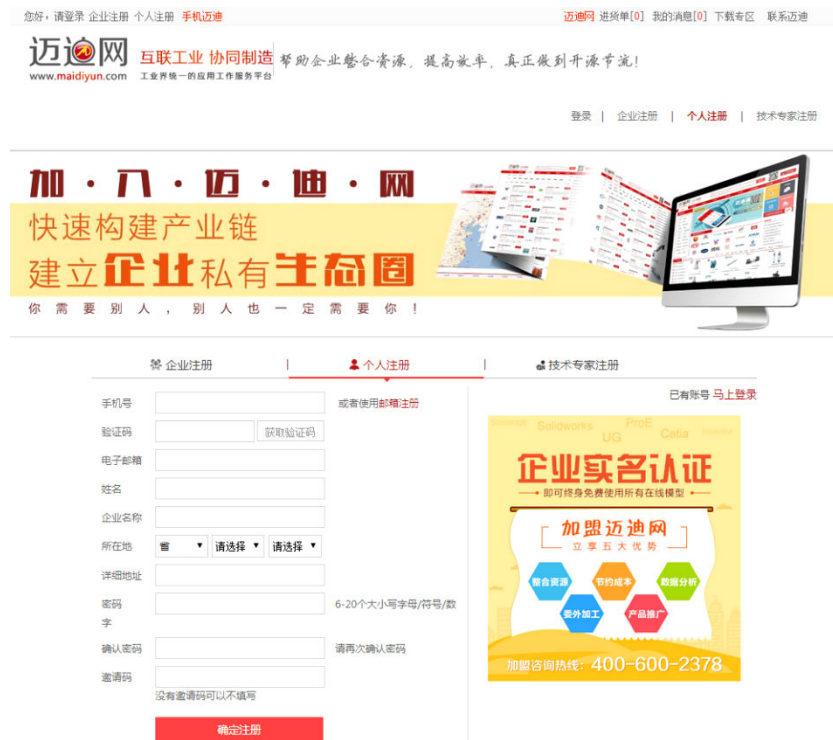 您好，请登录 企业注册 个人注册 手机迈迪 迈迪网 进货单[0] 我的消息[0] 下载专区 联系迈迪
迈迪网 互联工业 协同制造 帮助企业整合资源、提高效率，真正做到开源节流！
www.maidiyun.com 工业界统一的应用工作服务平台
登录 | 企业注册 | 个人注册 | 技术专家注册
加·入·迈·迪·网
快速构建产业链
建立企业私有生态圈
你需要别人，别人也一定需要你！
企业注册 | 个人注册 | 技术专家注册
已有账号 马上登录
手机号 或者使用邮箱注册
验证码 获取验证码
电子邮箱
姓名
企业名称
所在地 省 请选择 请选择
详细地址
密码 6-20个大小写字母/符号/数
字
确认密码 请再次确认密码
邀请码
没有邀请码可以不填写
确定注册
Solidworks ProE
UG Catia
企业实名认证
即可终身免费使用所有在线模型
加盟迈迪网
立享五大优势
整合资源 节约成本 数据分析
委外加工 产品推广
加盟咨询热线：400-600-2378